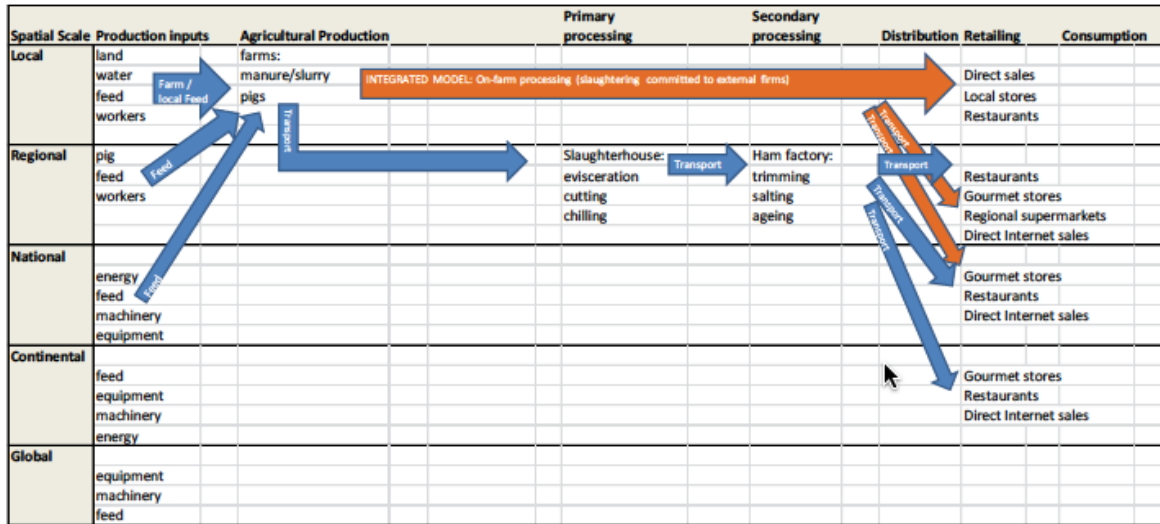 Primary Secondary
Spatial Scale Production inputs Agricultural Production processing processing Distribution Retailing Consumption
Local land farms:
water manure/slurry Direct sales
feed pigs Local stores
workers Restaurants
Farm /
local Feed
INTEGRATED MODEL: On-farm processing (slaughtering committed to external firms)
Transport
Transport
Transport
Feed
Regional pig Slaughterhouse: Ham factory:
feed evisceration trimming Restaurants
workers cutting salting Gourmet stores
chilling ageing Regional supermarkets
Direct Internet sales
Transport
Transport
Transport
Transport
National
energy Gourmet stores
feed Restaurants
machinery Direct Internet sales
equipment
Feed
Continental
feed Gourmet stores
equipment Restaurants
machinery Direct Internet sales
energy
Global
equipment
machinery
feed